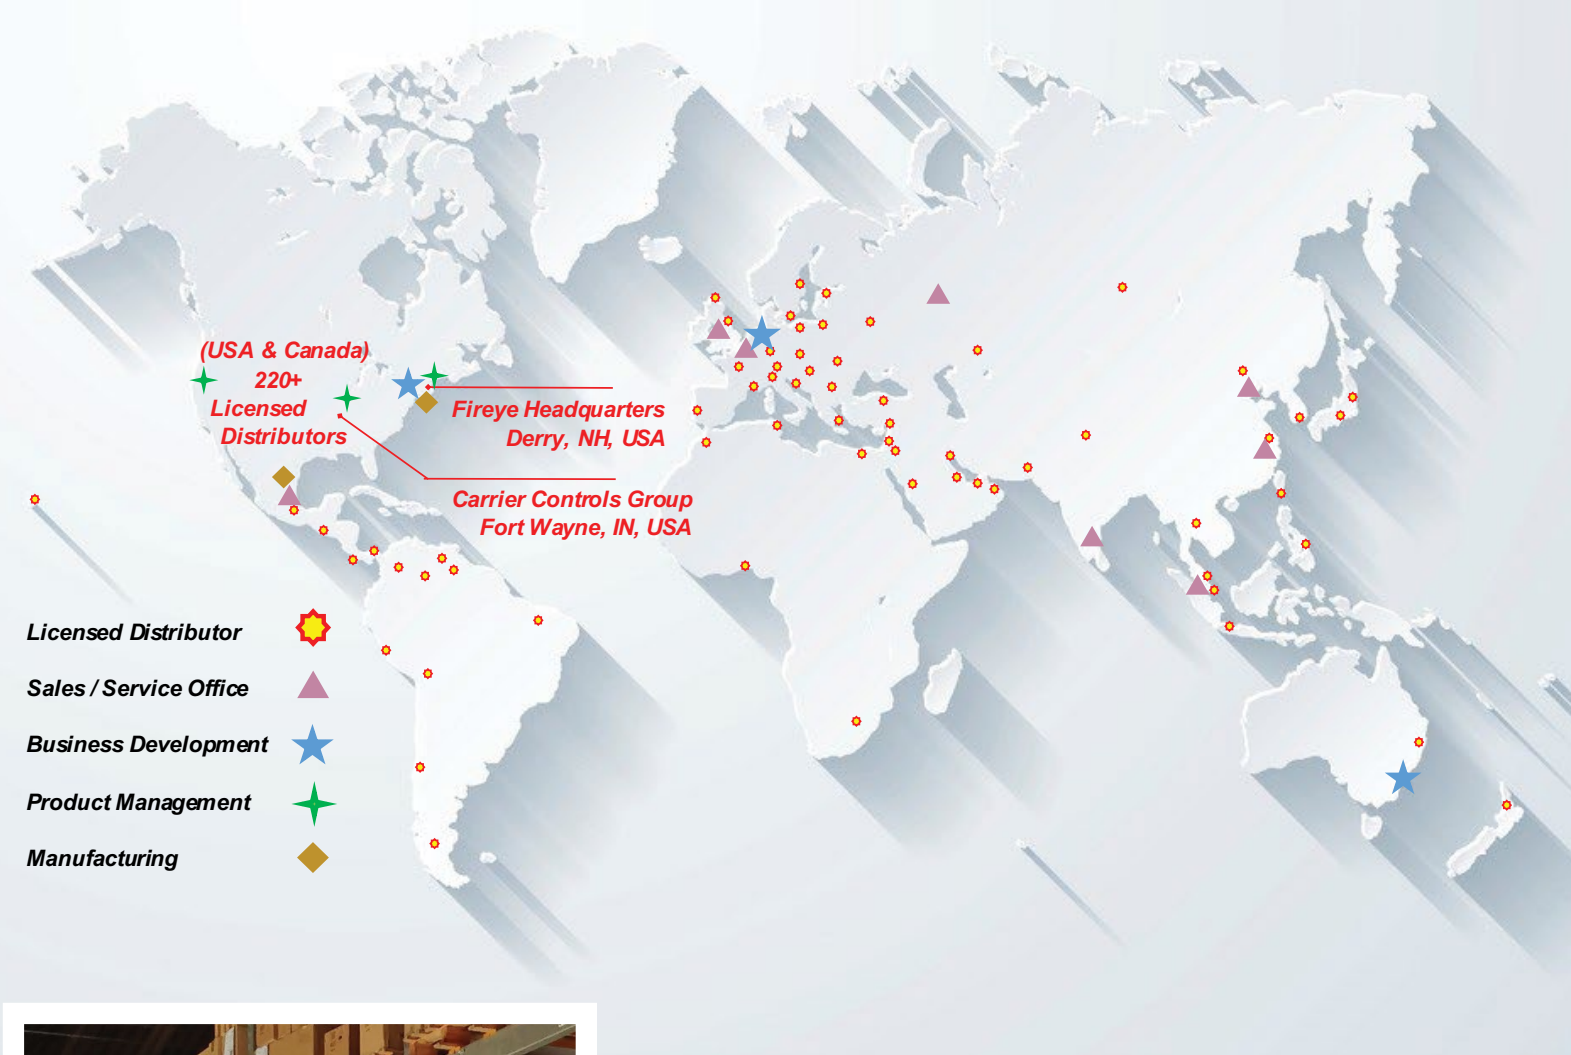 (USA & Canada)
220+
Licensed
Distributors
Fireye Headquarters
Derry, NH, USA
Carrier Controls Group
Fort Wayne, IN, USA
Licensed Distributor
Sales / Service Office
Business Development
Product Management
Manufacturing